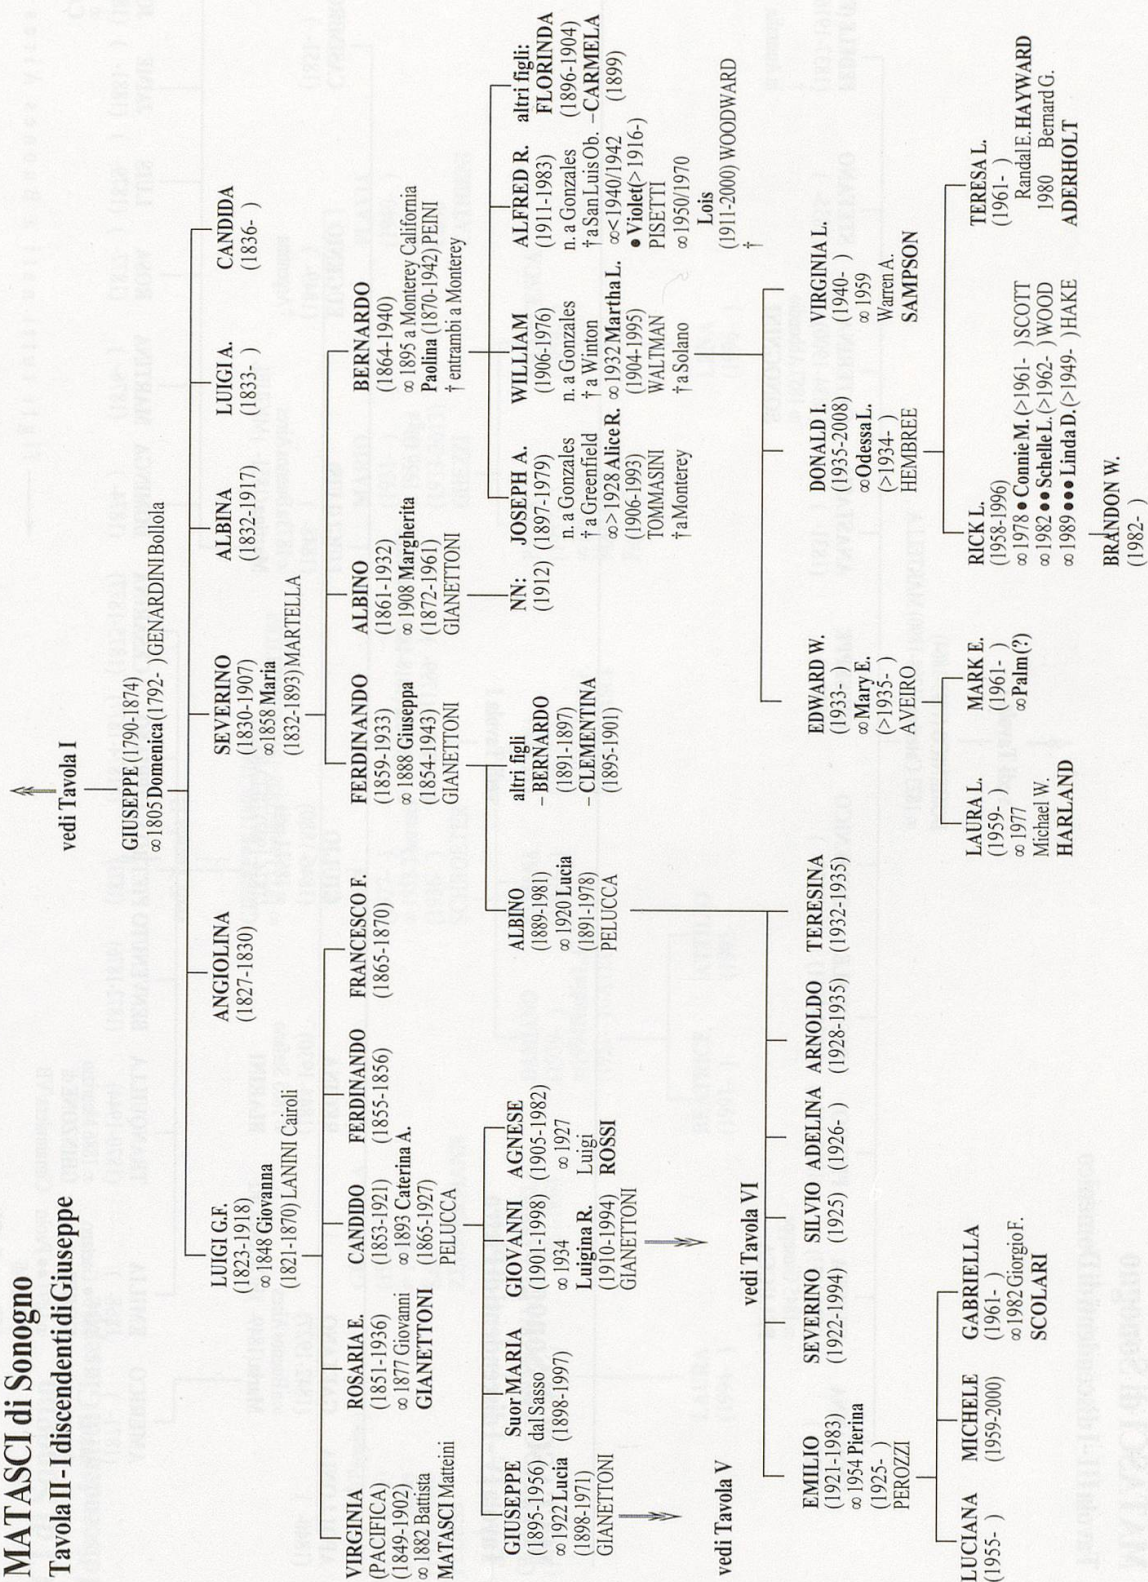 MATASCI di Sonogno
Tavola II - I discendenti di Giuseppe
vedi Tavola I
GIUSEPPE (1790-1874)
∞ 1805 Domenica (1792- ) GENARDINI Bollola
LUIGI G.F.
(1823-1918)
∞ 1848 Giovanna
(1821-1870) LANINI Cairoli
ANGIOLINA
(1827-1830)
SEVERINO
(1830-1907)
∞ 1858 Maria
(1832-1893) MARTELLA
ALBINA
(1832-1917)
LUIGI A.
(1833- )
CANDIDA
(1836- )
VIRGINIA
(PACIFICA)
(1849-1902)
∞ 1882 Battista
MATASCI Matteini
ROSARIA E.
(1851-1936)
∞ 1877 Giovanni
GIANETTONI
CANDIDO
(1853-1921)
∞ 1893 Caterina A.
(1865-1927)
PELUCCA
FERDINANDO
(1855-1856)
FRANCESCO F.
(1865-1870)
FERDINANDO
(1859-1933)
∞ 1888 Giuseppa
(1854-1943)
GIANETTONI
ALBINO
(1861-1932)
∞ 1908 Margherita
(1872-1961)
GIANETTONI
BERNARDO
(1864-1940)
∞ 1895 a Monterey California
Paolina (1870-1942) PEINI
† entrambi a Monterey
GIUSEPPE
(1895-1956)
∞ 1922 Lucia
(1898-1971)
GIANETTONI
Suor MARIA
dal Sasso
(1898-1997)
GIOVANNI
(1901-1998)
∞ 1934
Luigina R.
(1910-1994)
GIANETTONI
AGNESE
(1905-1982)
∞ 1927
Luigi
ROSSI
ALBINO
(1889-1981)
∞ 1920 Lucia
(1891-1978)
PELUCCA
altri figli
– BERNARDO
(1891-1897)
– CLEMENTINA
(1895-1901)
NN:
(1912)
JOSEPH A.
(1897-1979)
n. a Gonzales
† a Greenfield
∞ >1928 Alice R.
(1906-1993)
TOMMASINI
† a Monterey
WILLIAM
(1906-1976)
n. a Gonzales
† a Winton
∞ 1932 Martha L.
(1904-1995)
WALTMAN
† a Solano
ALFRED R.
(1911-1983)
n. a Gonzales
† a San Luis Ob.
∞ <1940/1942
• Violet (>1916-)
PISETTI
∞ 1950/1970
Lois
(1911-2000) WOODWARD
†
altri figli:
FLORINDA
(1896-1904)
– CARMELA
(1899)
vedi Tavola V
vedi Tavola VI
EMILIO
(1921-1983)
∞ 1954 Pierina
(1925- )
PEROZZI
SEVERINO
(1922-1994)
SILVIO
(1925)
ADELINA
(1926- )
ARNOLDO
(1928-1935)
TERESINA
(1932-1935)
EDWARD W.
(1933- )
∞ Mary E.
(>1935- )
AVEIRO
DONALD I.
(1935-2008)
∞ Odessa L.
(>1934- )
HEMBREE
VIRGINIA L.
(1940- )
∞ 1959
Warren A.
SAMPSON
LUCIANA
(1955- )
MICHELE
(1959-2000)
GABRIELLA
(1961- )
∞ 1982 Giorgio F.
SCOLARI
LAURA L.
(1959- )
∞ 1977
Michael W.
HARLAND
MARK E.
(1961- )
∞ Palm (?)
RICK L.
(1958-1996)
∞ 1978 • Connie M. (>1961- ) SCOTT
∞ 1982 •• Schelle L. (>1962- ) WOOD
∞ 1989 ••• Linda D. (>1949- ) HAKE
TERESA L.
(1961- )
Randal E. HAYWARD
1980 Bernard G.
ADERHOLT
BRANDON W.
(1982- )